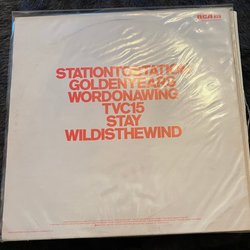 RCA
STATIONTOSTATION
GOLDENYEARS
WORDONAWING
TVC15
STAY
WILDISTHEWIND